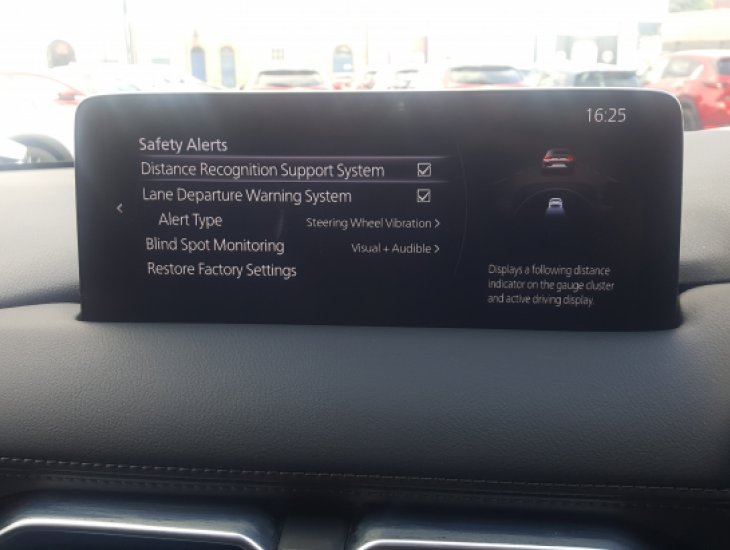 16:25
Safety Alerts
Distance Recognition Support System
Lane Departure Warning System
Alert Type Steering Wheel Vibration >
Blind Spot Monitoring Visual + Audible >
Restore Factory Settings
Displays a following distance
indicator on the gauge cluster
and active driving display.